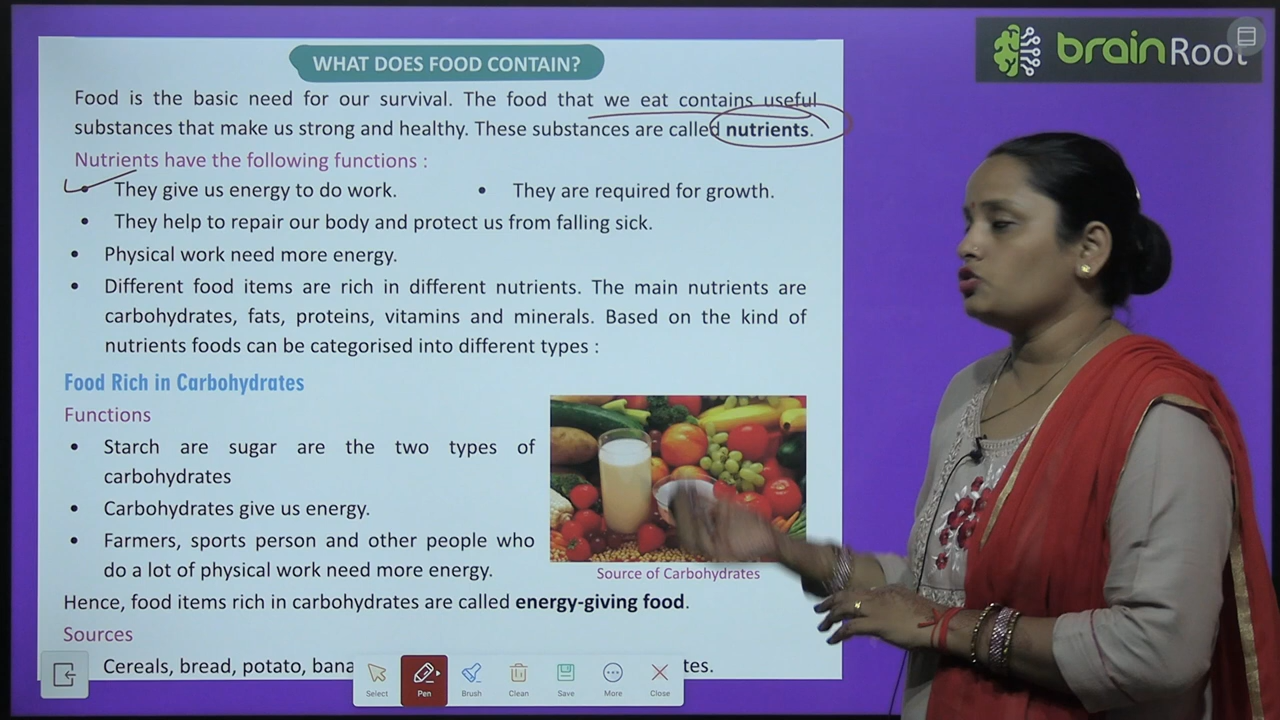 WHAT DOES FOOD CONTAIN?
brainRoot
Food is the basic need for our survival. The food that we eat contains useful
substances that make us strong and healthy. These substances are called nutrients.
Nutrients have the following functions :
• They give us energy to do work.
• They are required for growth.
• They help to repair our body and protect us from falling sick.
• Physical work need more energy.
• Different food items are rich in different nutrients. The main nutrients are
carbohydrates, fats, proteins, vitamins and minerals. Based on the kind of
nutrients foods can be categorised into different types :
Food Rich in Carbohydrates
Functions
• Starch are sugar are the two types of
carbohydrates
• Carbohydrates give us energy.
• Farmers, sports person and other people who
do a lot of physical work need more energy.
Source of Carbohydrates
Hence, food items rich in carbohydrates are called energy-giving food.
Sources
Cereals, bread, potato,
Select Pen Brush Clean Save More Close